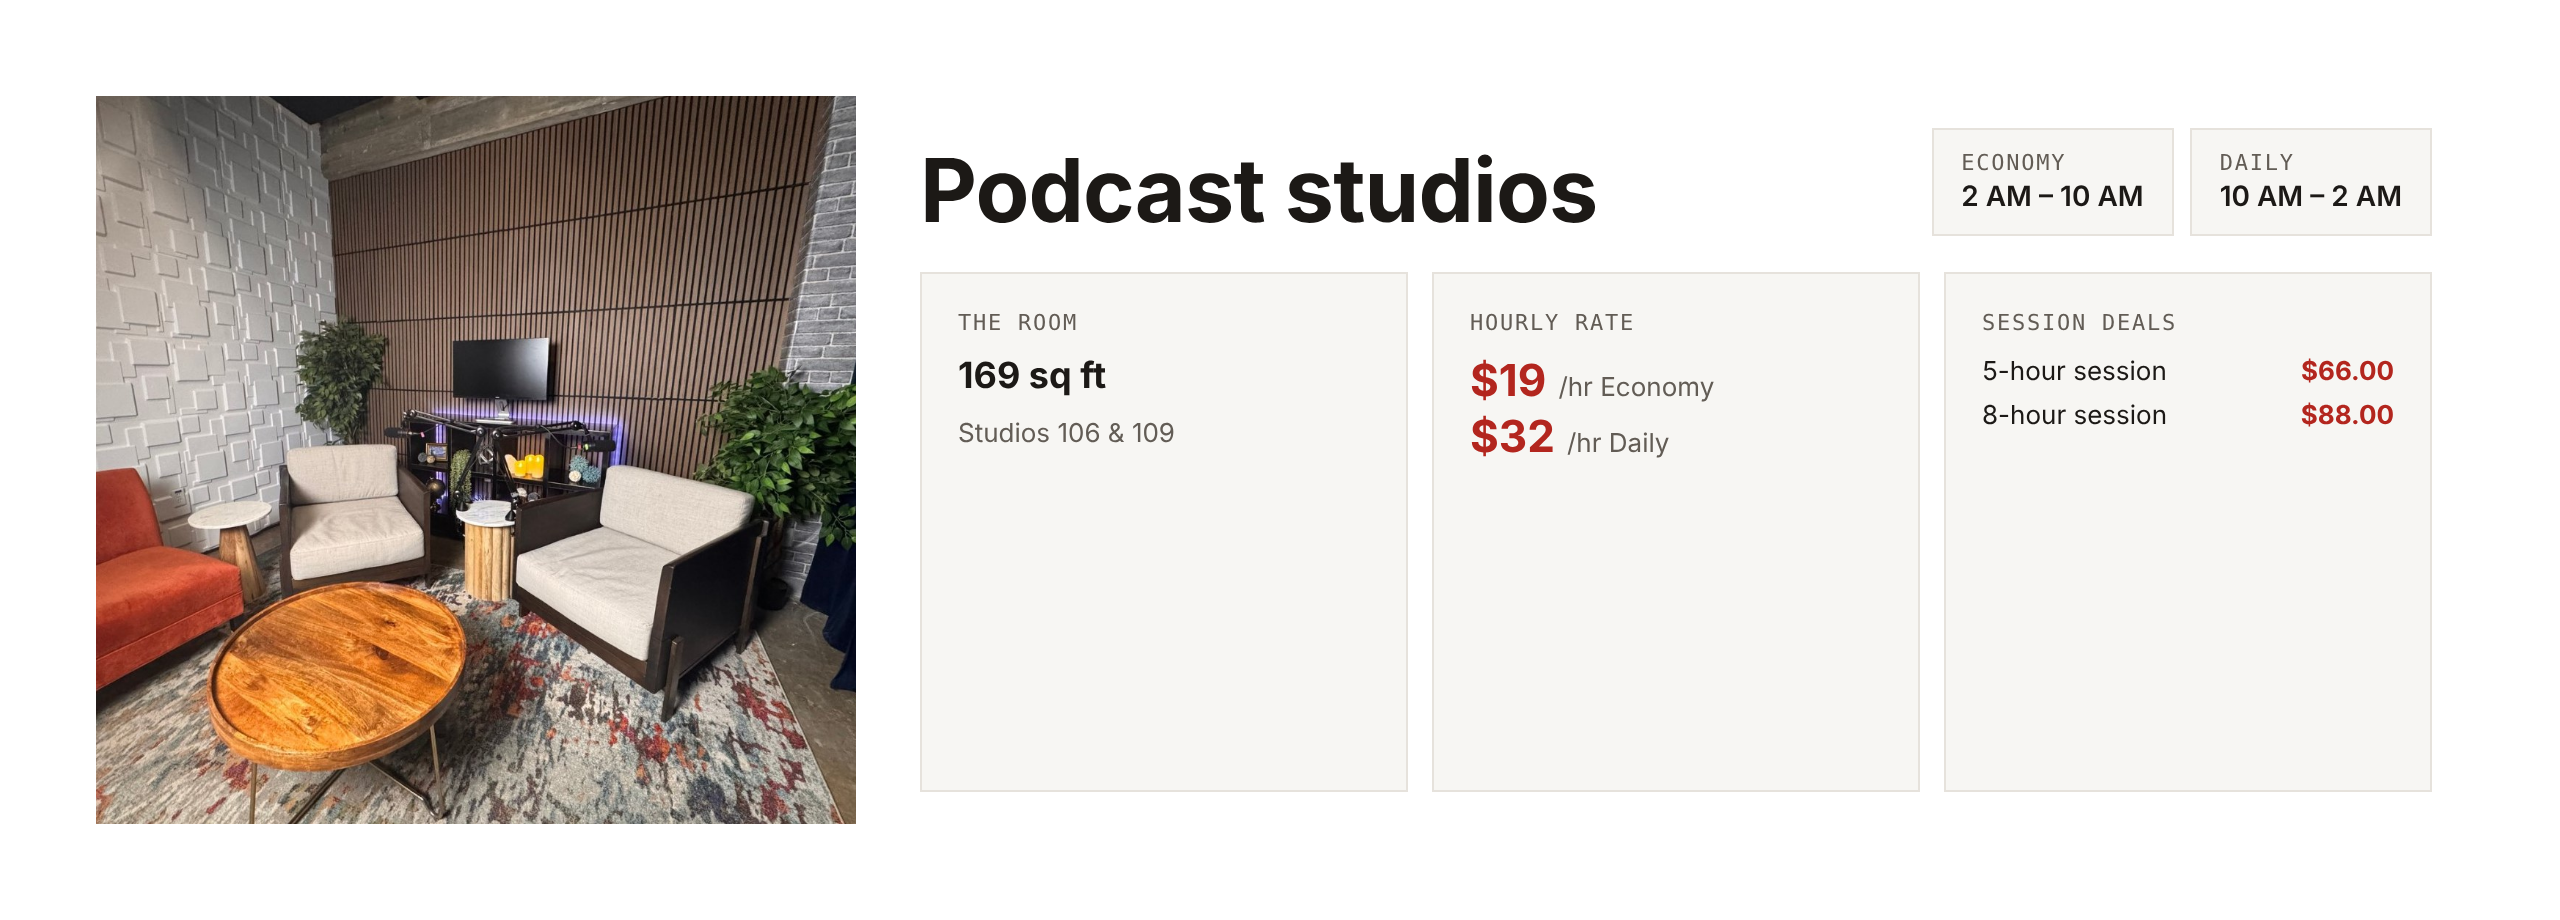 Podcast studios
ECONOMY
2 AM – 10 AM
DAILY
10 AM – 2 AM
THE ROOM
169 sq ft
Studios 106 & 109
HOURLY RATE
$19 /hr Economy
$32 /hr Daily
SESSION DEALS
5-hour session $66.00
8-hour session $88.00